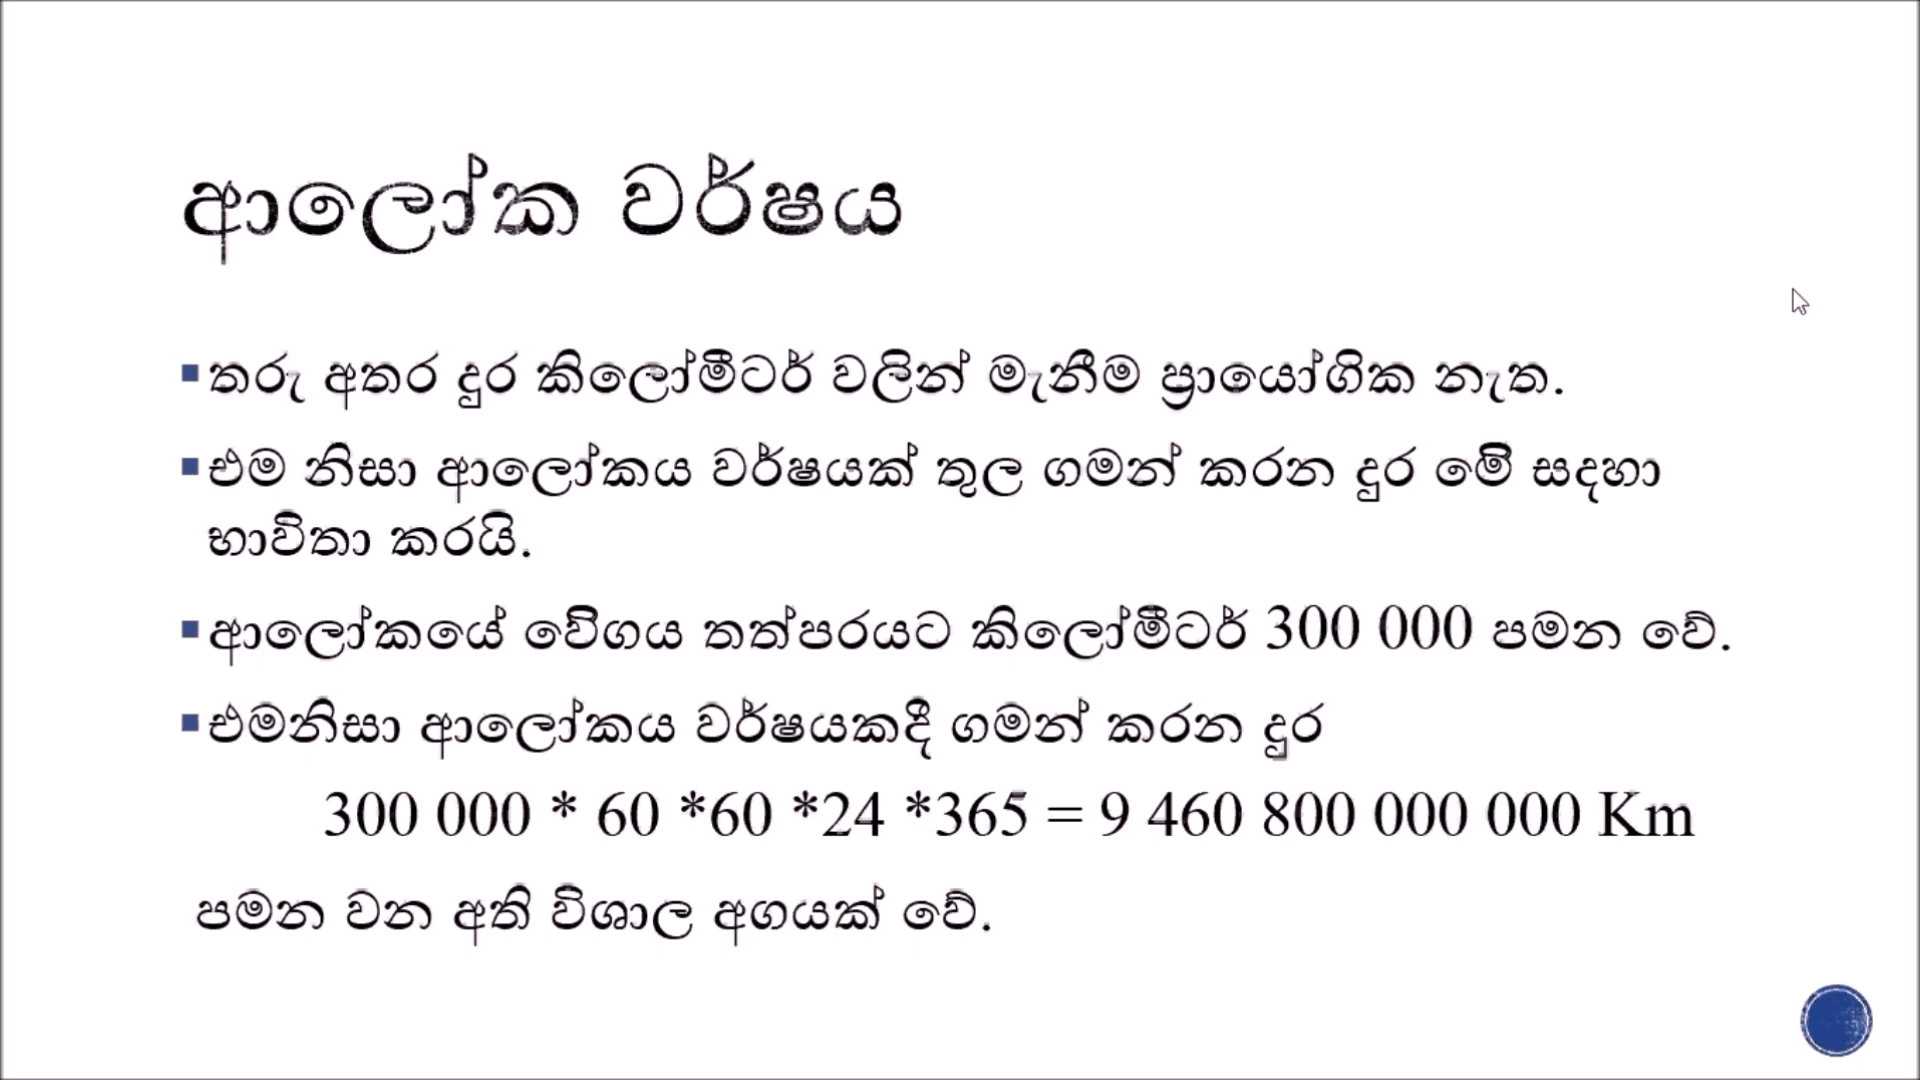 ආලෝක වර්ෂය
තරු අතර දුර කිලෝමීටර් වලින් මැනීම ප්‍රායෝගික නැත.
එම නිසා ආලෝකය වර්ෂයක් තුල ගමන් කරන දුර මේ සදහා
භාවිතා කරයි.
ආලෝකයේ වේගය තත්පරයට කිලෝමීටර් 300 000 පමන වේ.
එමනිසා ආලෝකය වර්ෂයකදී ගමන් කරන දුර
300 000 * 60 *60 *24 *365 = 9 460 800 000 000 Km
පමන වන අති විශාල අගයක් වේ.